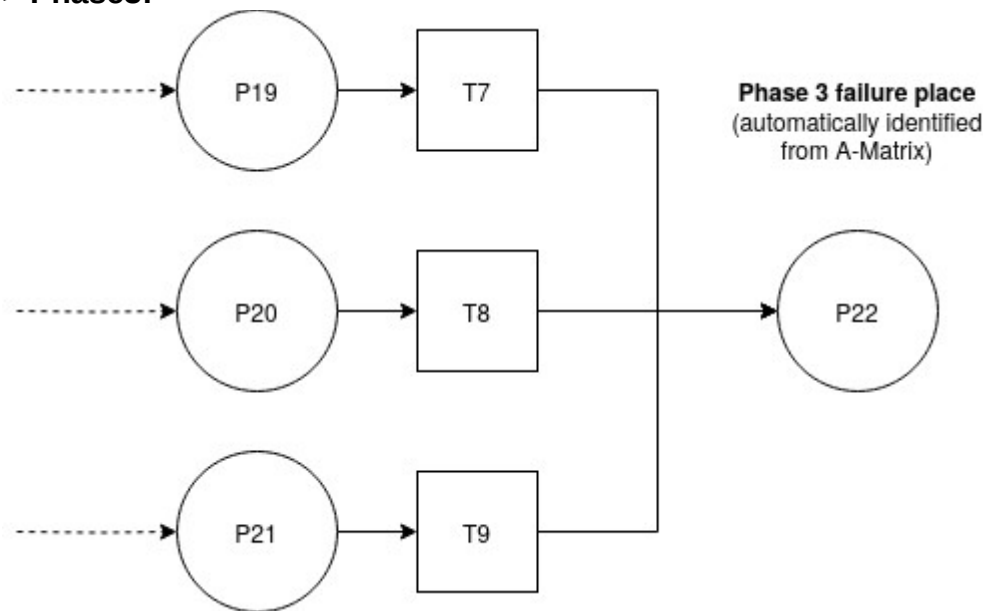 Phase3:
P19
T7
Phase 3 failure place
(automatically identified
from A-Matrix)
P20
T8
P22
P21
T9